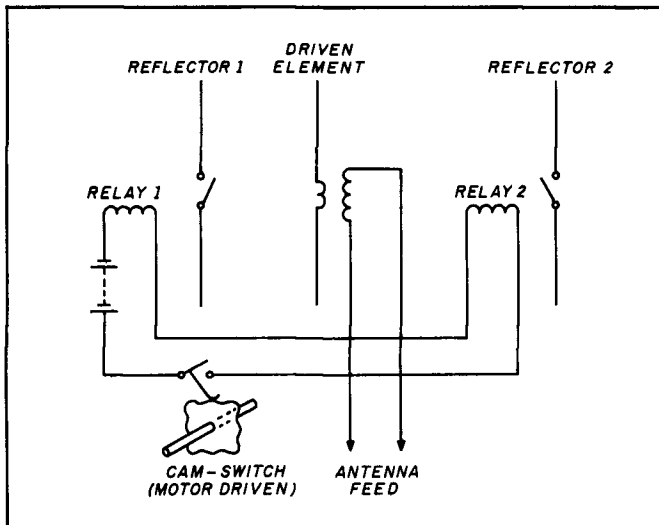 DRIVEN
ELEMENT
REFLECTOR 1
REFLECTOR 2
RELAY 1
RELAY 2
CAM-SWITCH
(MOTOR DRIVEN)
ANTENNA
FEED